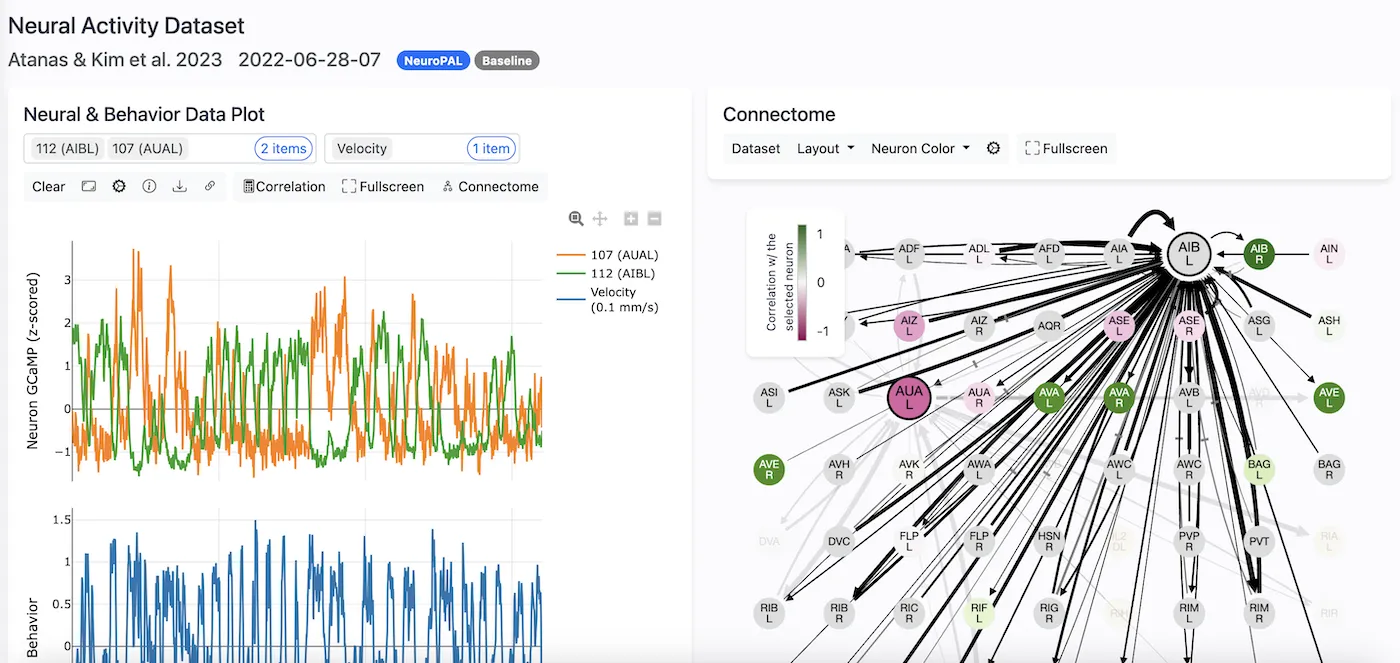 Neural Activity Dataset
Atanas & Kim et al. 2023 2022-06-28-07 NeuroPAL Baseline
Neural & Behavior Data Plot
112 (AIBL) 107 (AUAL) 2 items Velocity 1 item
Clear Correlation Fullscreen Connectome
107 (AUAL)
112 (AIBL)
Velocity
(0.1 mm/s)
Neuron GCaMP (z-scored)
3
2
1
0
−1
Behavior
1.5
1
0.5
0
Connectome
Dataset Layout Neuron Color Fullscreen
Correlation w/ the
selected neuron
1
0
-1
ADF L
ADL L
AFD L
AIA L
AIB L
AIB R
AIN L
AIZ L
AIZ R
AQR
ASE L
ASE R
ASG L
ASH L
ASI L
ASK L
AUA L
AUA R
AVA L
AVA R
AVB L
AVE L
AVE R
AVH R
AVK R
AWA L
AWC L
AWC R
BAG L
BAG R
DVA
DVC
FLP L
FLP R
HSN R
PVP R
PVT
RIA L
RIB L
RIB R
RIC R
RIF L
RIG R
RIM L
RIM R
RIR